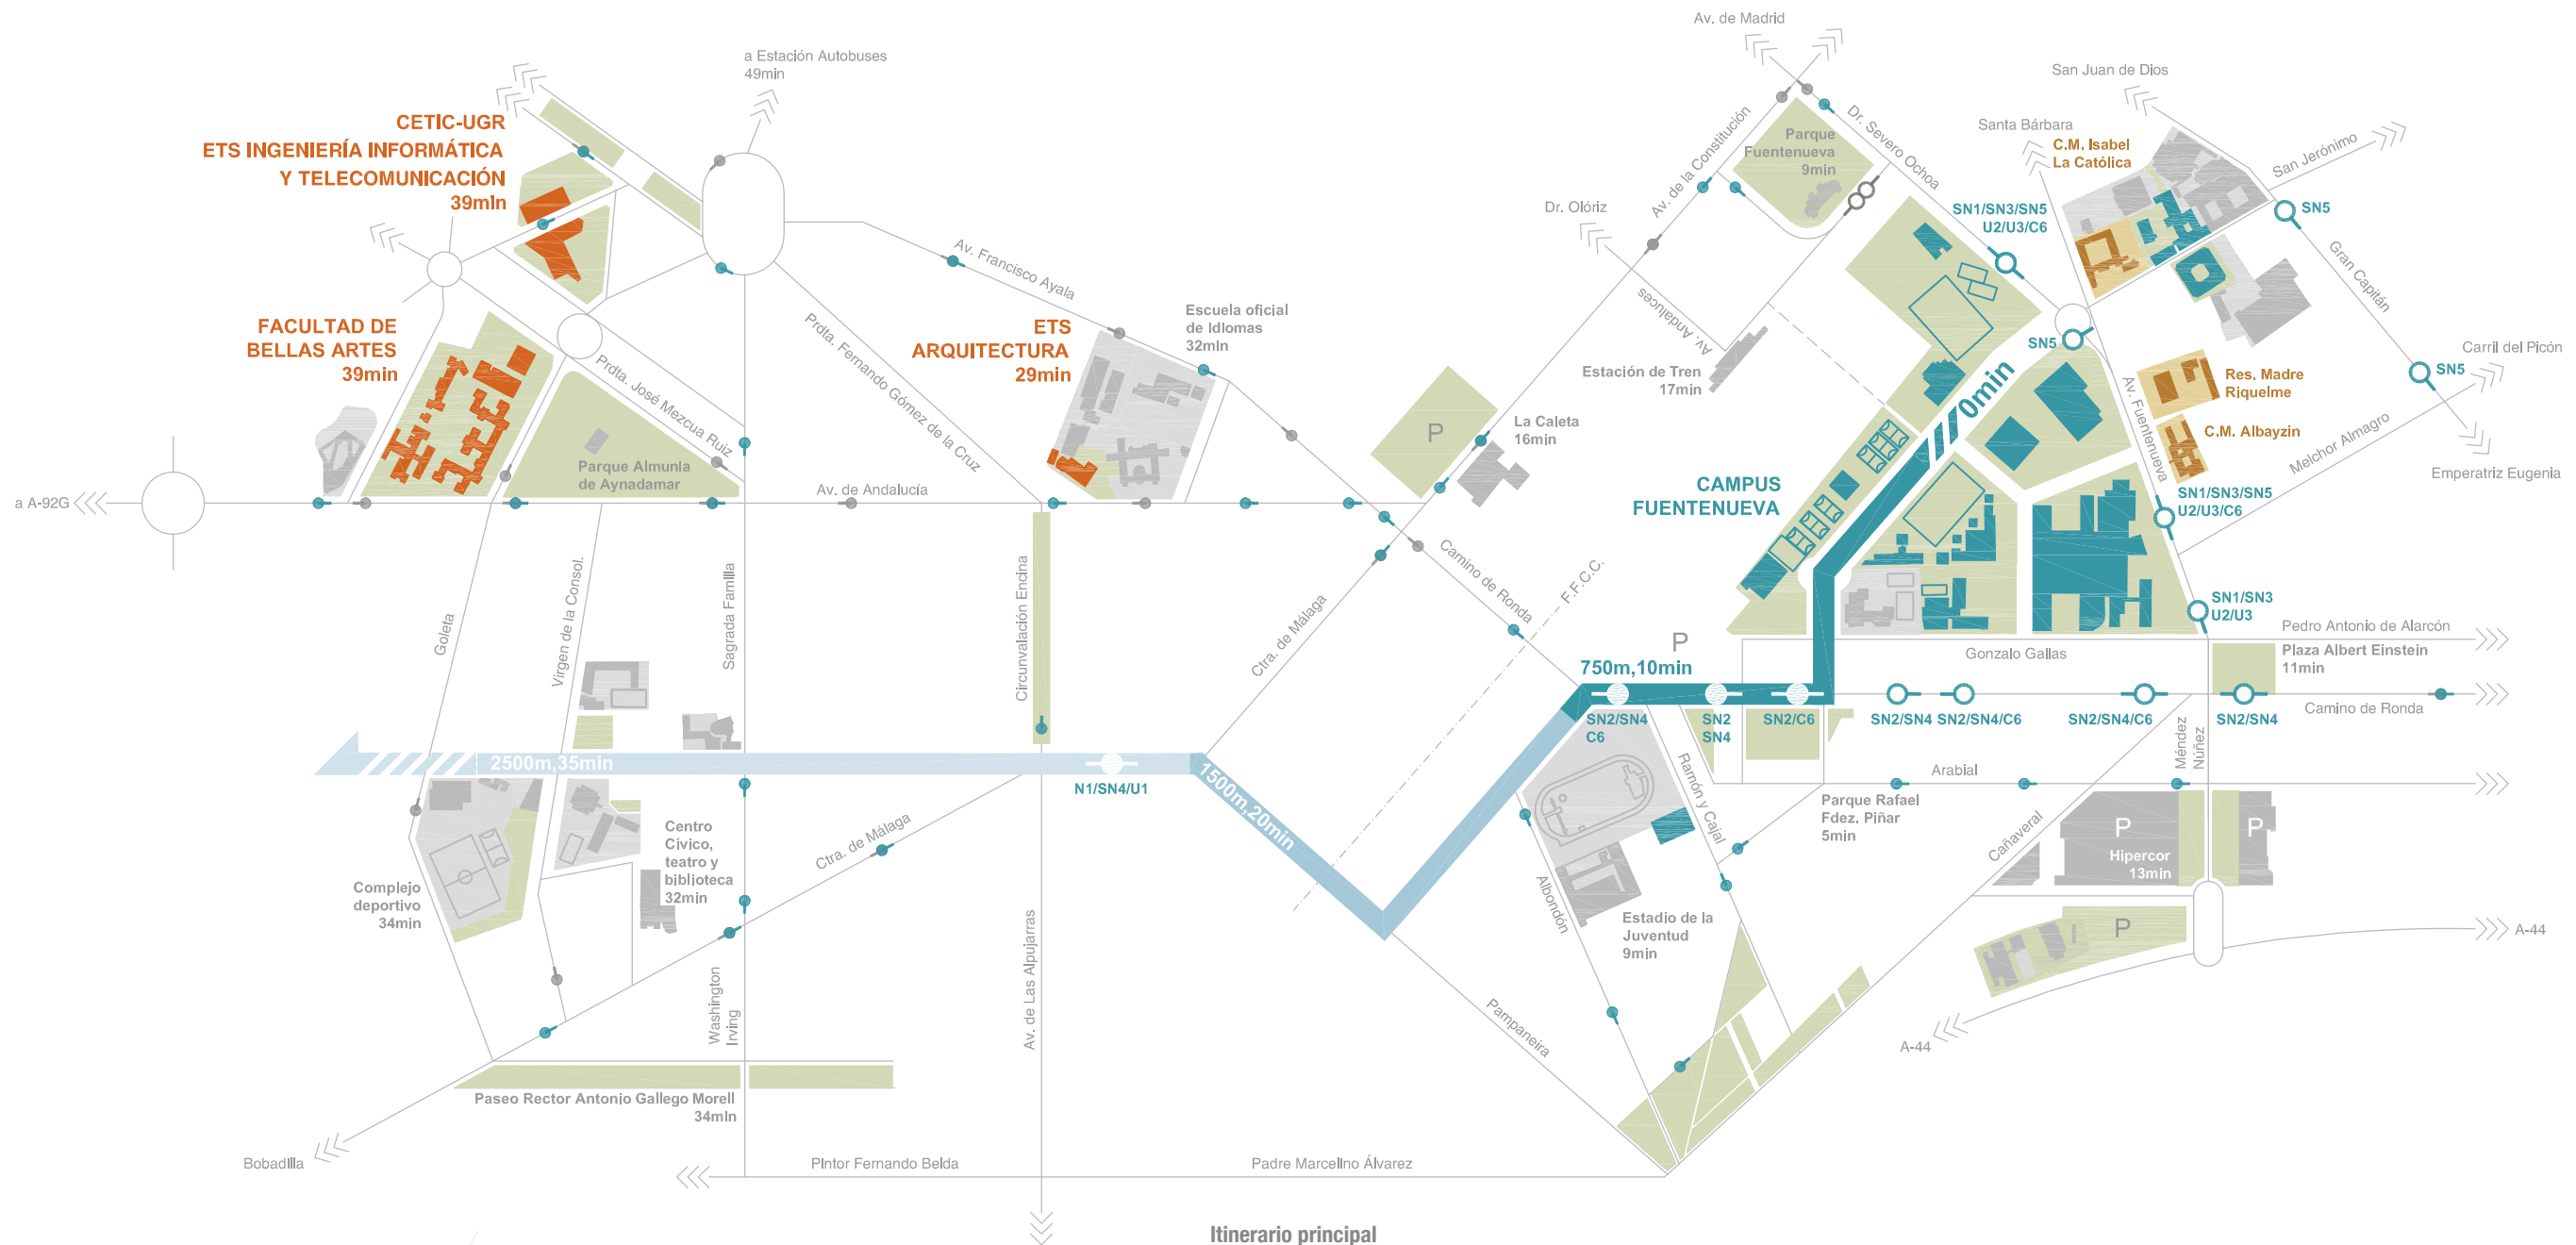 Av. de Madrid
San Juan de Dios
a Estación Autobuses
49min
CETIC-UGR
ETS INGENIERÍA INFORMÁTICA
Y TELECOMUNICACIÓN
39min
Dr. Severo Ochoa
Av. de la Constitución
Parque
Fuentenueva
9min
Santa Bárbara
C.M. Isabel
La Católica
San Jerónimo
Dr. Olóriz
SN1/SN3/SN5
U2/U3/C6
SN5
Gran Capitán
Av. Francisco Ayala
Av. Andaluces
FACULTAD DE
BELLAS ARTES
39min
Prdta. José Mezcua Ruiz
Prdta. Fernando Gómez de la Cruz
ETS
ARQUITECTURA
29min
Escuela oficial
de Idiomas
32min
Estación de Tren
17min
SN5
Carril del Picón
SN5
0min
Av. Fuentenueva
Res. Madre
Riquelme
C.M. Albayzin
Melchor Almagro
Emperatriz Eugenia
P
La Caleta
16min
Parque Almunia
de Aynadamar
Av. de Andalucía
a A-92G
CAMPUS
FUENTENUEVA
SN1/SN3/SN5
U2/U3/C6
Camino de Ronda
F.F.C.C.
Goleta
Virgen de la Consol.
Sagrada Familia
Circunvalación Encina
Ctra. de Málaga
SN1/SN3
U2/U3
Pedro Antonio de Alarcón
P
750m,10min
Gonzalo Gallas
Plaza Albert Einstein
11min
SN2/SN4
C6
SN2
SN4
SN2/C6
SN2/SN4
SN2/SN4/C6
SN2/SN4/C6
SN2/SN4
Camino de Ronda
Méndez
Núñez
2500m,35min
1500m,20min
N1/SN4/U1
Ramón y Cajal
Arabial
Parque Rafael
Fdez. Piñar
5min
Cañaveral
P
P
Hipercor
13min
Centro
Cívico,
teatro y
biblioteca
32min
Ctra. de Málaga
Complejo
deportivo
34min
Albondón
Estadio de la
Juventud
9min
P
A-44
A-44
Washington
Irving
Av. de Las Alpujarras
Pampaneira
Paseo Rector Antonio Gallego Morell
34min
Bobadilla
Pintor Fernando Belda
Padre Marcelino Álvarez
Itinerario principal